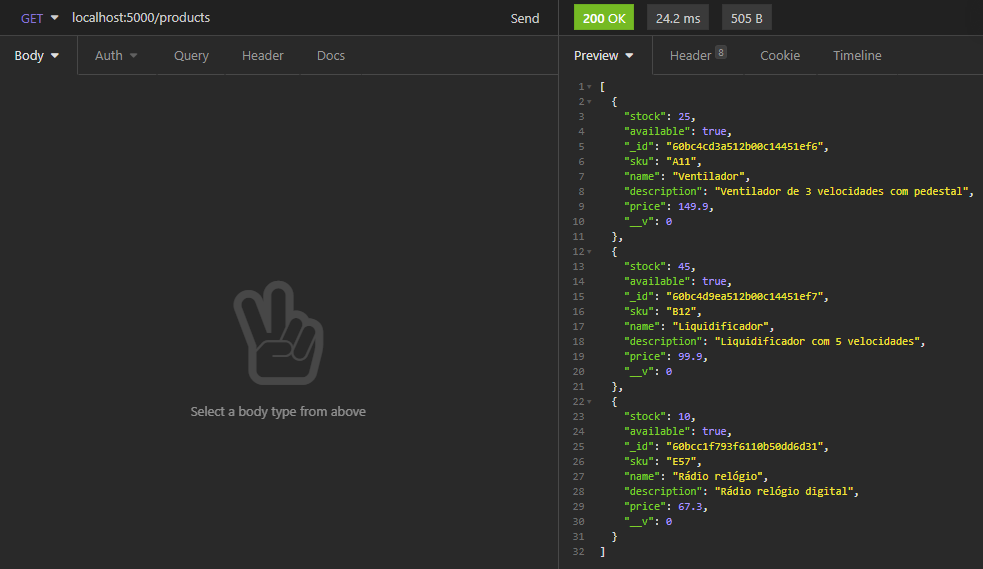 GET localhost:5000/products Send 200 OK 24.2 ms 505 B
Body Auth Query Header Docs Preview Header 8 Cookie Timeline
Select a body type from above
1 [
2 {
3 "stock": 25,
4 "available": true,
5 "_id": "60bc4cd3a512b00c14451ef6",
6 "sku": "A11",
7 "name": "Ventilador",
8 "description": "Ventilador de 3 velocidades com pedestal",
9 "price": 149.9,
10 "__v": 0
11 },
12 {
13 "stock": 45,
14 "available": true,
15 "_id": "60bc4d9ea512b00c14451ef7",
16 "sku": "B12",
17 "name": "Liquidificador",
18 "description": "Liquidificador com 5 velocidades",
19 "price": 99.9,
20 "__v": 0
21 },
22 {
23 "stock": 10,
24 "available": true,
25 "_id": "60bcc1f793f6110b50dd6d31",
26 "sku": "E57",
27 "name": "Rádio relógio",
28 "description": "Rádio relógio digital",
29 "price": 67.3,
30 "__v": 0
31 }
32 ]